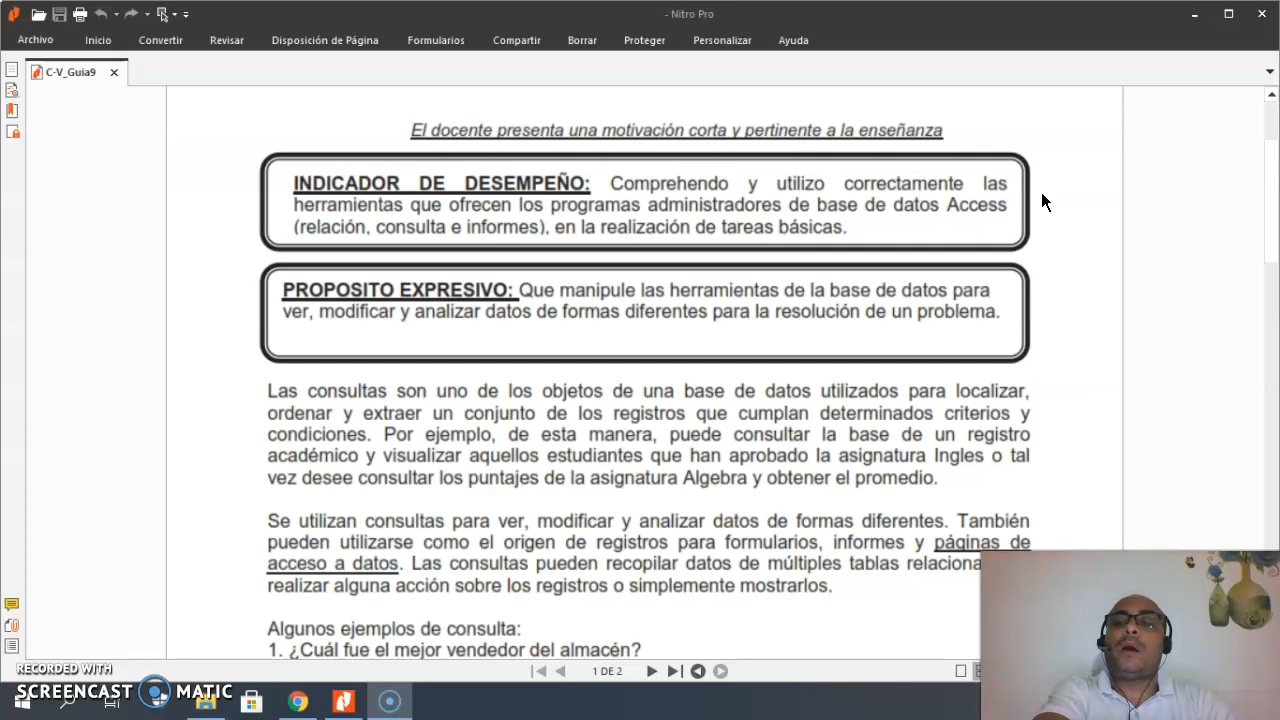 - Nitro Pro
Archivo Inicio Convertir Revisar Disposición de Página Formularios Compartir Borrar Proteger Personalizar Ayuda
C-V_Guia9
El docente presenta una motivación corta y pertinente a la enseñanza
INDICADOR DE DESEMPEÑO: Comprehendo y utilizo correctamente las
herramientas que ofrecen los programas administradores de base de datos Access
(relación, consulta e informes), en la realización de tareas básicas.
PROPOSITO EXPRESIVO: Que manipule las herramientas de la base de datos para
ver, modificar y analizar datos de formas diferentes para la resolución de un problema.
Las consultas son uno de los objetos de una base de datos utilizados para localizar,
ordenar y extraer un conjunto de los registros que cumplan determinados criterios y
condiciones. Por ejemplo, de esta manera, puede consultar la base de un registro
académico y visualizar aquellos estudiantes que han aprobado la asignatura Ingles o tal
vez desee consultar los puntajes de la asignatura Algebra y obtener el promedio.
Se utilizan consultas para ver, modificar y analizar datos de formas diferentes. También
pueden utilizarse como el origen de registros para formularios, informes y páginas de
acceso a datos. Las consultas pueden recopilar datos de múltiples tablas relaciona
realizar alguna acción sobre los registros o simplemente mostrarlos.
Algunos ejemplos de consulta:
1. ¿Cuál fue el mejor vendedor del almacén?
1 DE 2
RECORDED WITH
SCREENCAST MATIC